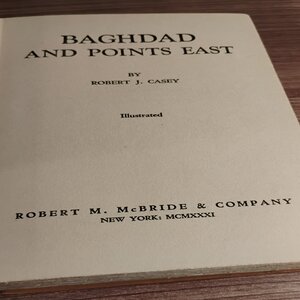 BAGHDAD
AND POINTS EAST
BY
ROBERT J. CASEY
Illustrated
ROBERT M. McBRIDE & COMPANY
NEW YORK: MCMXXXI